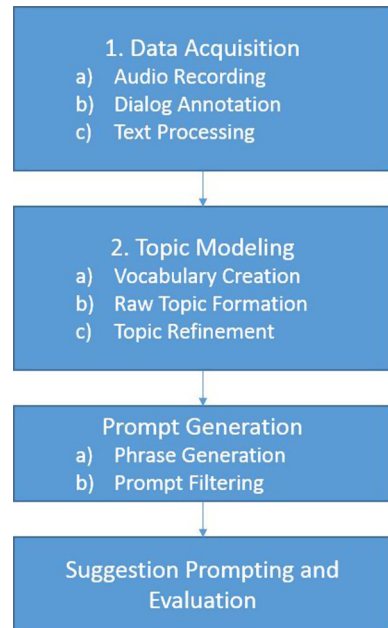 1. Data Acquisition
a) Audio Recording
b) Dialog Annotation
c) Text Processing
2. Topic Modeling
a) Vocabulary Creation
b) Raw Topic Formation
c) Topic Refinement
Prompt Generation
a) Phrase Generation
b) Prompt Filtering
Suggestion Prompting and
Evaluation